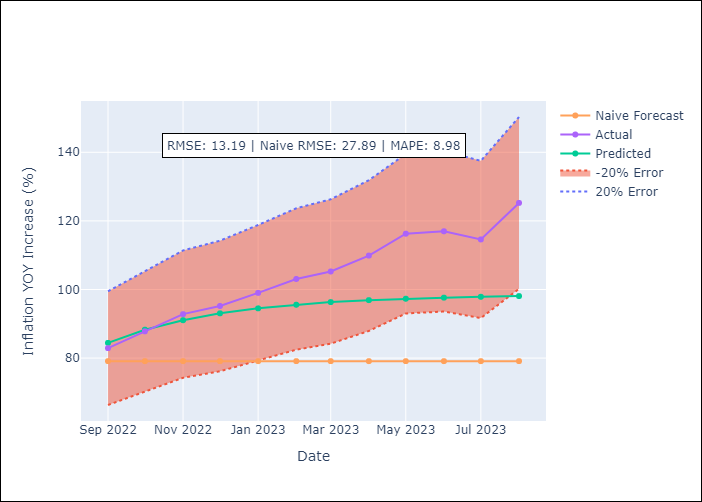 RMSE: 13.19 | Naive RMSE: 27.89 | MAPE: 8.98
Naive Forecast
Actual
Predicted
-20% Error
20% Error
Inflation YOY Increase (%)
140
120
100
80
Sep 2022
Nov 2022
Jan 2023
Mar 2023
May 2023
Jul 2023
Date